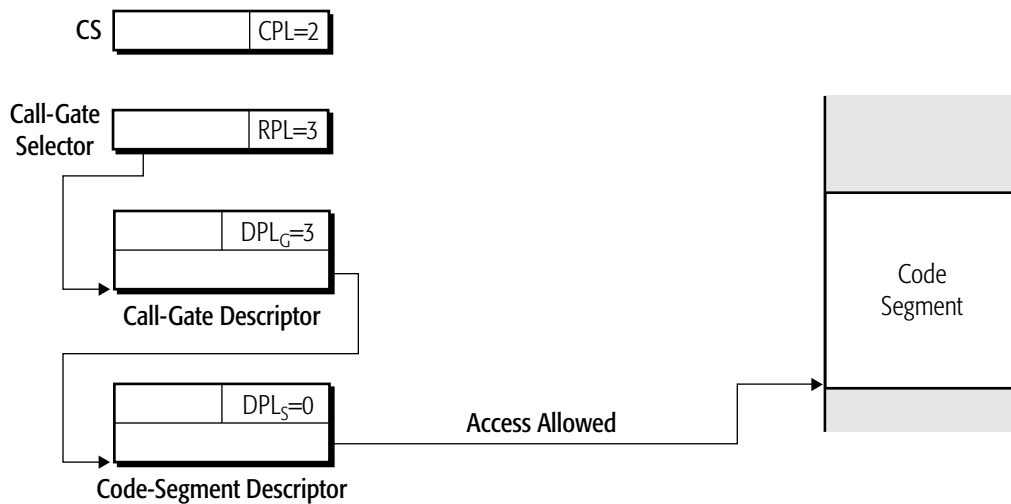 CS
CPL=2
Call-Gate
Selector
RPL=3
DPL_G=3
Call-Gate Descriptor
DPL_S=0
Code-Segment Descriptor
Access Allowed
Code
Segment